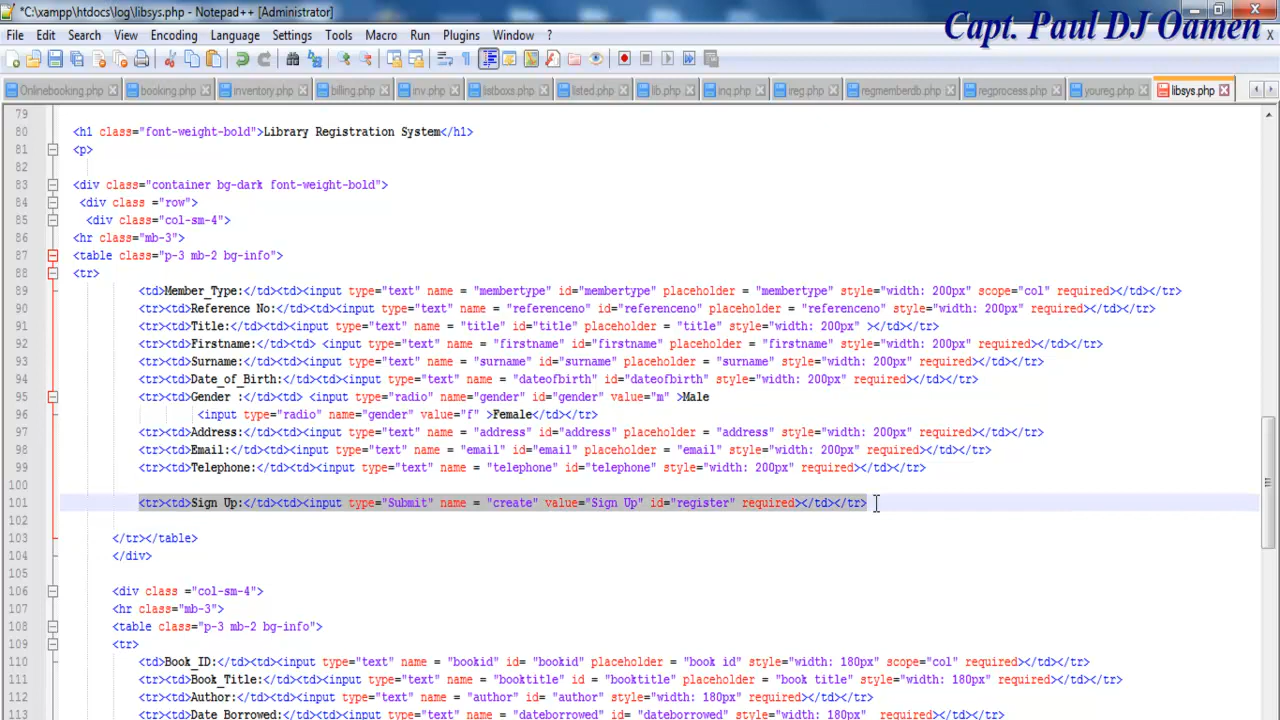 *C:\xampp\htdocs\log\libsys.php - Notepad++ [Administrator]
Capt. Paul DJ Oamen
File Edit Search View Encoding Language Settings Tools Macro Run Plugins Window ?
Onlinebooking.php booking.php inventory.php billing.php inv.php listboxs.php listed.php lib.php inq.php ireg.php regmemberdb.php regprocess.php youreg.php libsys.php
79
80 <h1 class="font-weight-bold">Library Registration System</h1>
81 <p>
82
83 <div class="container bg-dark font-weight-bold">
84 <div class ="row">
85 <div class="col-sm-4">
86 <hr class="mb-3">
87 <table class="p-3 mb-2 bg-info">
88 <tr>
89 <td>Member_Type:</td><td><input type="text" name = "membertype" id="membertype" placeholder = "membertype" style="width: 200px" scope="col" required></td></tr>
90 <tr><td>Reference No:</td><td><input type="text" name = "referenceno" id="referenceno" placeholder = "referenceno" style="width: 200px" required></td></tr>
91 <tr><td>Title:</td><td><input type="text" name = "title" id="title" placeholder = "title" style="width: 200px" ></td></tr>
92 <tr><td>Firstname:</td><td> <input type="text" name = "firstname" id="firstname" placeholder = "firstname" style="width: 200px" required></td></tr>
93 <tr><td>Surname:</td><td><input type="text" name = "surname" id="surname" placeholder = "surname" style="width: 200px" required></td></tr>
94 <tr><td>Date_of_Birth:</td><td><input type="text" name = "dateofbirth" id="dateofbirth" style="width: 200px" required></td></tr>
95 <tr><td>Gender :</td><td> <input type="radio" name="gender" id="gender" value="m" >Male
96 <input type="radio" name="gender" value="f" >Female</td></tr>
97 <tr><td>Address:</td><td><input type="text" name = "address" id="address" placeholder = "address" style="width: 200px" required></td></tr>
98 <tr><td>Email:</td><td><input type="text" name = "email" id="email" placeholder = "email" style="width: 200px" required></td></tr>
99 <tr><td>Telephone:</td><td><input type="text" name = "telephone" id="telephone" style="width: 200px" required></td></tr>
100
101 <tr><td>Sign Up:</td><td><input type="Submit" name = "create" value="Sign Up" id="register" required></td></tr>
102
103 </tr></table>
104 </div>
105
106 <div class ="col-sm-4">
107 <hr class="mb-3">
108 <table class="p-3 mb-2 bg-info">
109 <tr>
110 <td>Book_ID:</td><td><input type="text" name = "bookid" id= "bookid" placeholder = "book id" style="width: 180px" scope="col" required></td></tr>
111 <tr><td>Book_Title:</td><td><input type="text" name = "booktitle" id = "booktitle" placeholder = "book title" style="width: 180px" required></td></tr>
112 <tr><td>Author:</td><td><input type="text" name = "author" id= "author" style="width: 180px" required></td></tr>
113 <tr><td>Date Borrowed:</td><td><input type="text" name = "dateborrowed" id= "dateborrowed" style="width: 180px" required></td></tr>